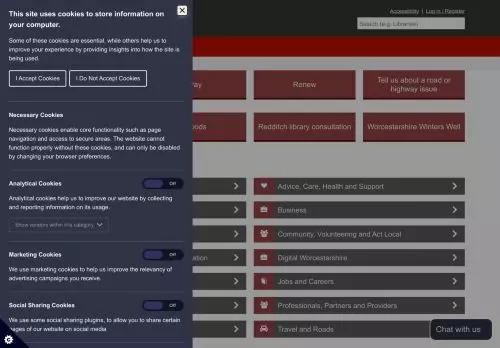 This site uses cookies to store information on
your computer.
Some of these cookies are essential, while others help us to
improve your experience by providing insights into how the site is
being used.
I Accept Cookies
I Do Not Accept Cookies
Necessary Cookies
Necessary cookies enable core functionality such as page
navigation and access to secure areas. The website cannot
function properly without these cookies, and can only be disabled
by changing your browser preferences.
Analytical Cookies
Off
Analytical cookies help us to improve our website by collecting
and reporting information on its usage.
Show vendors within this category
Marketing Cookies
Off
We use marketing cookies to help us improve the relevancy of
advertising campaigns you receive.
Social Sharing Cookies
Off
We use some social sharing plugins, to allow you to share certain
pages of our website on social media
Accessibility | Log in / Register
Search (e.g. Libraries)
Renew
Tell us about a road or
highway issue
Redditch library consultation
Worcestershire Winters Well
Advice, Care, Health and Support
Business
Community, Volunteering and Act Local
Digital Worcestershire
Jobs and Careers
Professionals, Partners and Providers
Travel and Roads
Chat with us